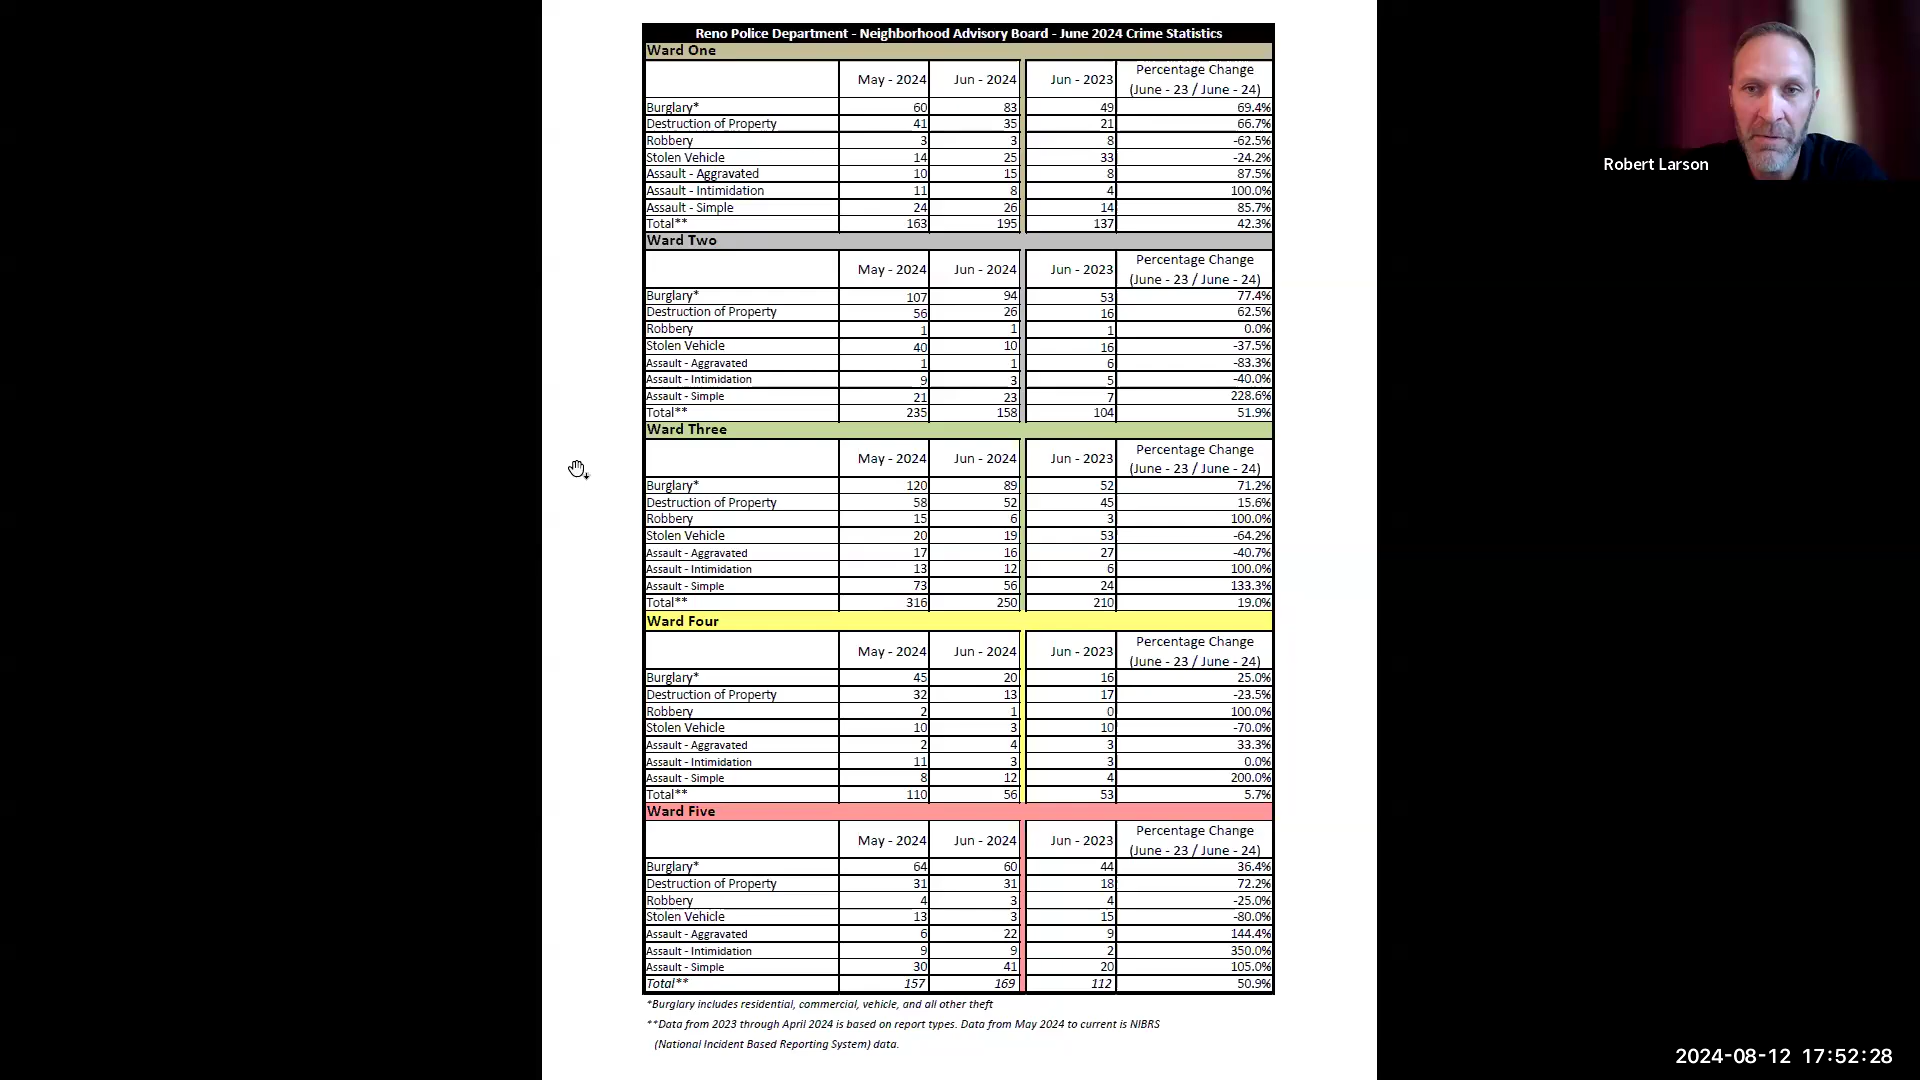 Reno Police Department - Neighborhood Advisory Board - June 2024 Crime Statistics
Ward One
May - 2024 Jun - 2024 Jun - 2023 Percentage Change (June - 23 / June - 24)
Burglary* 60 83 49 69.4%
Destruction of Property 41 35 21 66.7%
Robbery 3 3 8 -62.5%
Stolen Vehicle 14 25 33 -24.2%
Assault - Aggravated 10 15 8 87.5%
Assault - Intimidation 11 8 4 100.0%
Assault - Simple 24 26 14 85.7%
Total** 163 195 137 42.3%
Ward Two
May - 2024 Jun - 2024 Jun - 2023 Percentage Change (June - 23 / June - 24)
Burglary* 107 94 53 77.4%
Destruction of Property 56 26 16 62.5%
Robbery 1 1 1 0.0%
Stolen Vehicle 40 10 16 -37.5%
Assault - Aggravated 1 1 6 -83.3%
Assault - Intimidation 9 3 5 -40.0%
Assault - Simple 21 23 7 228.6%
Total** 235 158 104 51.9%
Ward Three
May - 2024 Jun - 2024 Jun - 2023 Percentage Change (June - 23 / June - 24)
Burglary* 120 89 52 71.2%
Destruction of Property 58 52 45 15.6%
Robbery 15 6 3 100.0%
Stolen Vehicle 20 19 53 -64.2%
Assault - Aggravated 17 16 27 -40.7%
Assault - Intimidation 13 12 6 100.0%
Assault - Simple 73 56 24 133.3%
Total** 316 250 210 19.0%
Ward Four
May - 2024 Jun - 2024 Jun - 2023 Percentage Change (June - 23 / June - 24)
Burglary* 45 20 16 25.0%
Destruction of Property 32 13 17 -23.5%
Robbery 2 1 0 100.0%
Stolen Vehicle 10 3 10 -70.0%
Assault - Aggravated 2 4 3 33.3%
Assault - Intimidation 11 3 3 0.0%
Assault - Simple 8 12 4 200.0%
Total** 110 56 53 5.7%
Ward Five
May - 2024 Jun - 2024 Jun - 2023 Percentage Change (June - 23 / June - 24)
Burglary* 64 60 44 36.4%
Destruction of Property 31 31 18 72.2%
Robbery 4 3 4 -25.0%
Stolen Vehicle 13 3 15 -80.0%
Assault - Aggravated 6 22 9 144.4%
Assault - Intimidation 9 9 2 350.0%
Assault - Simple 30 41 20 105.0%
Total** 157 169 112 50.9%
*Burglary includes residential, commercial, vehicle, and all other theft
**Data from 2023 through April 2024 is based on report types. Data from May 2024 to current is NIBRS
(National Incident Based Reporting System) data.
Robert Larson
2024-08-12 17:52:28